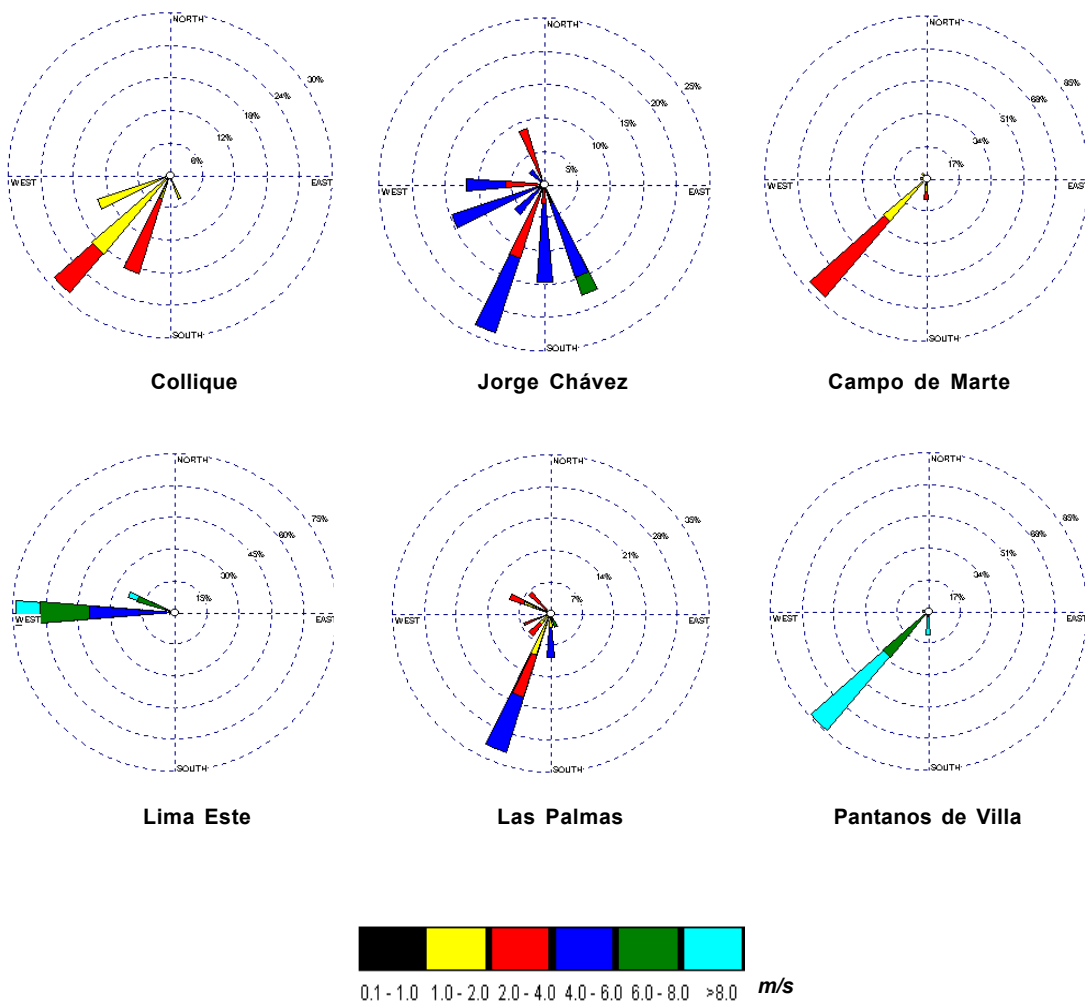 NORTH
30%
24%
18%
12%
6%
WEST
EAST
SOUTH
Collique
NORTH
25%
20%
15%
10%
5%
WEST
EAST
SOUTH
Jorge Chávez
NORTH
85%
68%
51%
34%
17%
WEST
EAST
SOUTH
Campo de Marte
NORTH
75%
60%
45%
30%
15%
WEST
EAST
SOUTH
Lima Este
NORTH
35%
28%
21%
14%
7%
WEST
EAST
SOUTH
Las Palmas
NORTH
85%
68%
51%
34%
17%
WEST
EAST
SOUTH
Pantanos de Villa
0.1 - 1.0 1.0 - 2.0 2.0 - 4.0 4.0 - 6.0 6.0 - 8.0 >8.0 m/s